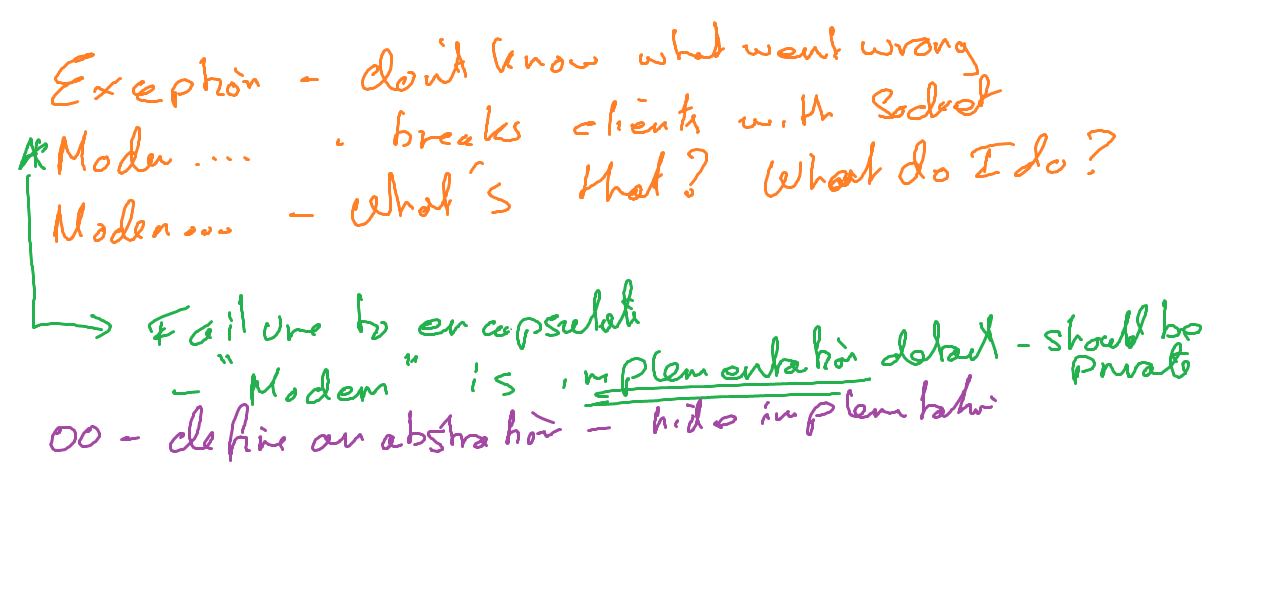 Exception - don't know what went wrong
* Modem .... - breaks clients with Socket
Modem... - What's that? What do I do?
Failure to encapsulate
- "Modem" is implementation detail - should be private
OO - define an abstraction - hide implementation